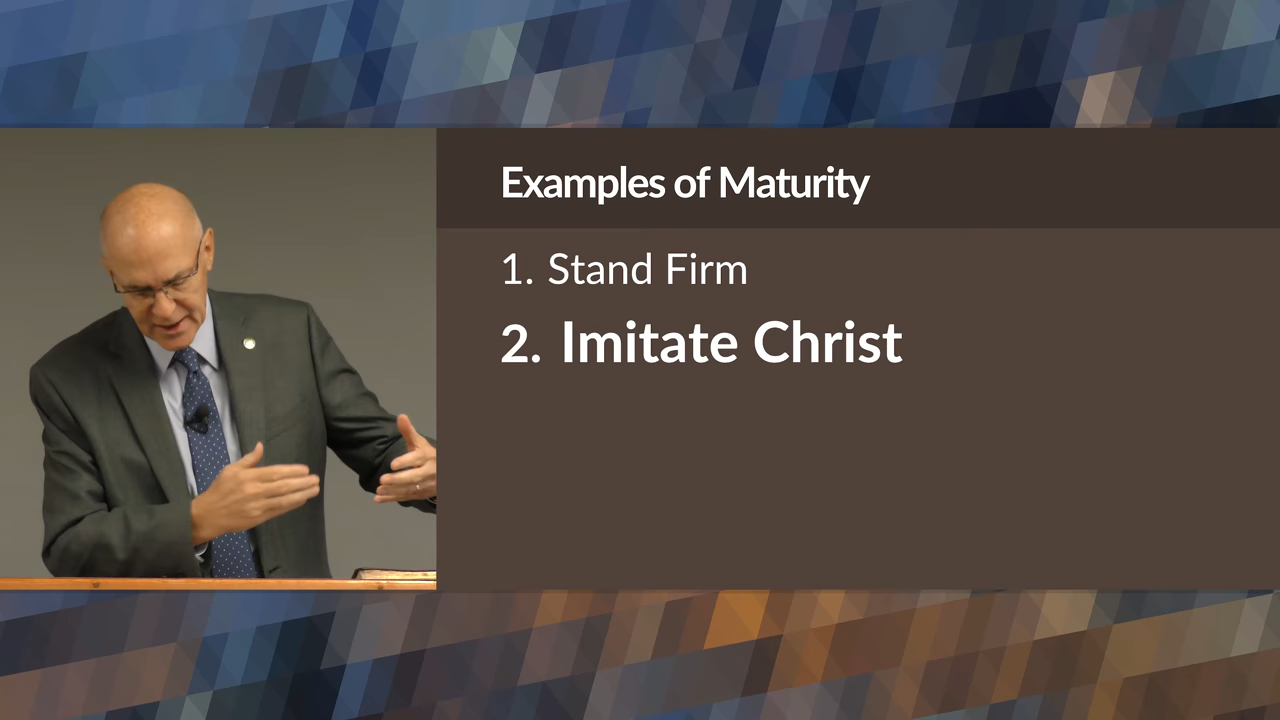 Examples of Maturity
1. Stand Firm
2. Imitate Christ